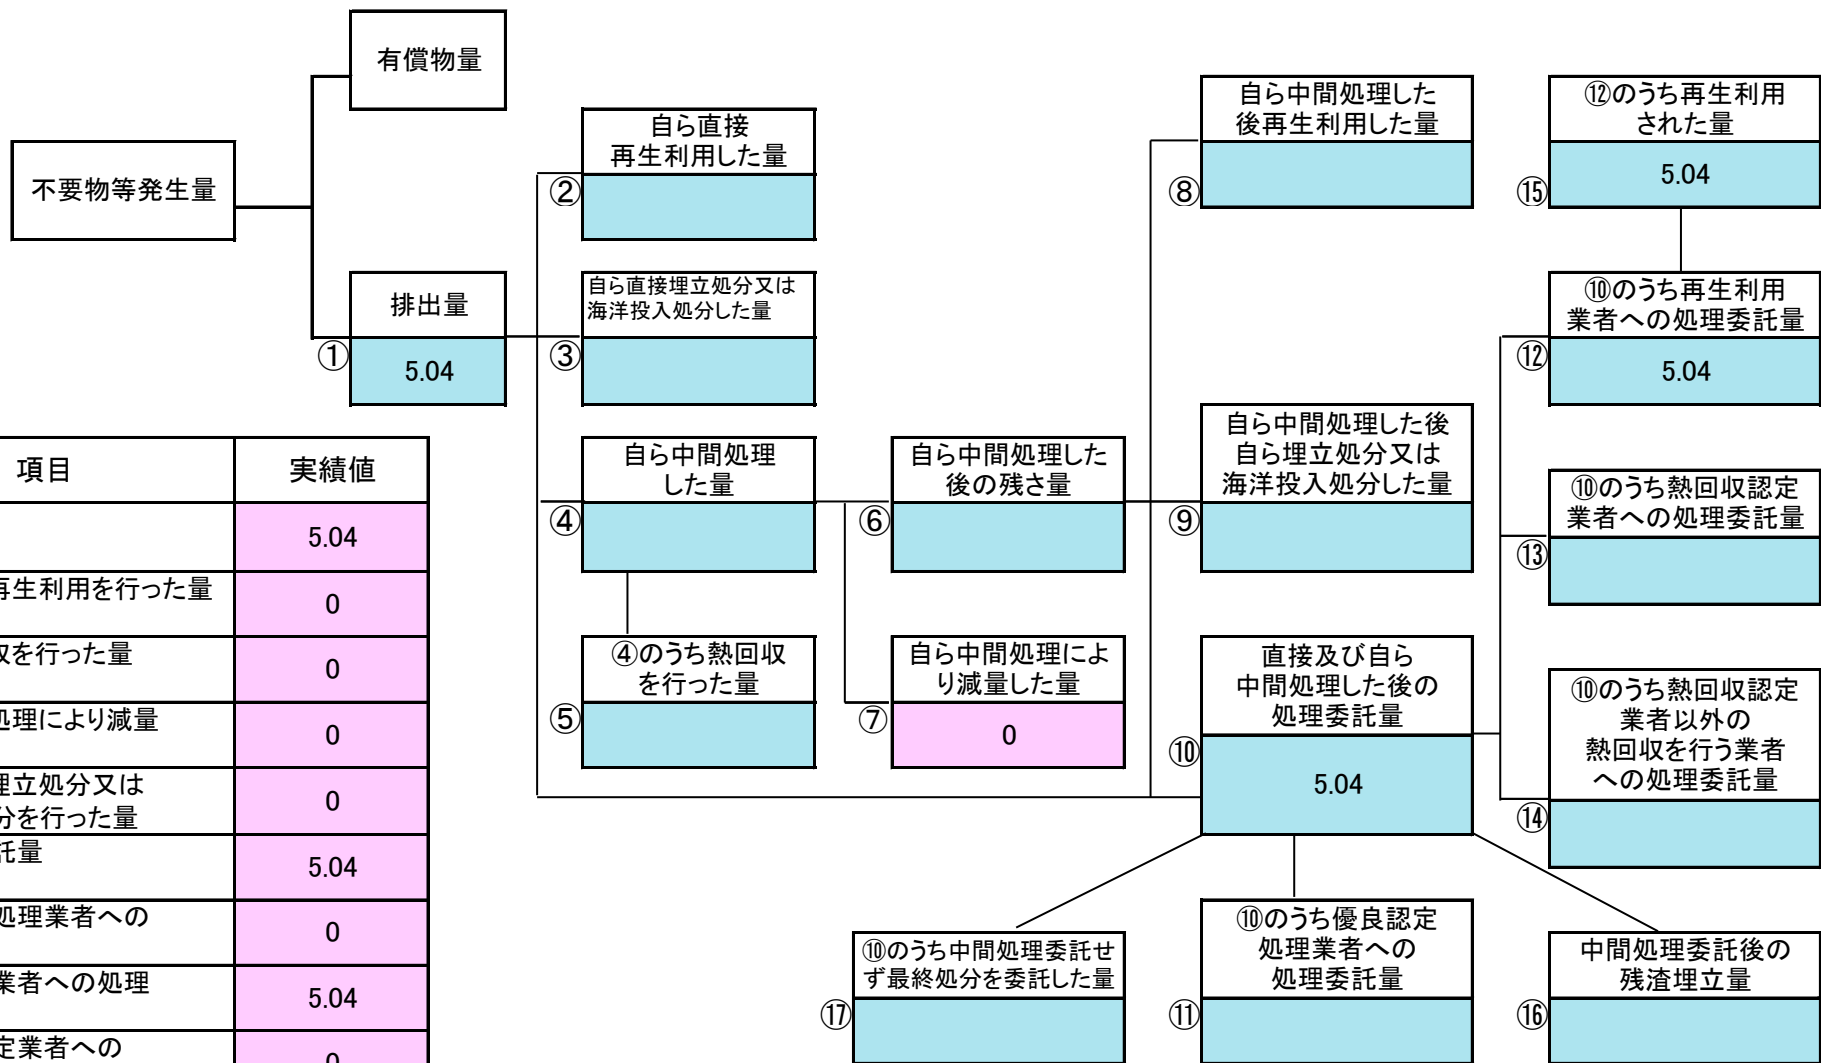 有償物量
不要物等発生量
排出量
①
5.04
自ら直接
再生利用した量
②
自ら直接埋立処分又は
海洋投入処分した量
③
自ら中間処理
した量
④
④のうち熱回収
を行った量
⑤
自ら中間処理した
後の残さ量
⑥
自ら中間処理によ
り減量した量
⑦
0
自ら中間処理した
後再生利用した量
⑧
自ら中間処理した後
自ら埋立処分又は
海洋投入処分した量
⑨
直接及び自ら
中間処理した後の
処理委託量
⑩
5.04
⑫のうち再生利用
された量
⑮
5.04
⑩のうち再生利用
業者への処理委託量
⑫
5.04
⑩のうち熱回収認定
業者への処理委託量
⑬
⑩のうち熱回収認定
業者以外の
熱回収を行う業者
への処理委託量
⑭
⑩のうち中間処理委託せ
ず最終処分を委託した量
⑰
⑩のうち優良認定
処理業者への
処理委託量
⑪
中間処理委託後の
残渣埋立量
⑯
項目 実績値
5.04
再生利用を行った量
0
を行った量
0
処理により減量
0
埋立処分又は
分を行った量
0
託量
5.04
処理業者への
0
業者への処理
5.04
定業者への
0